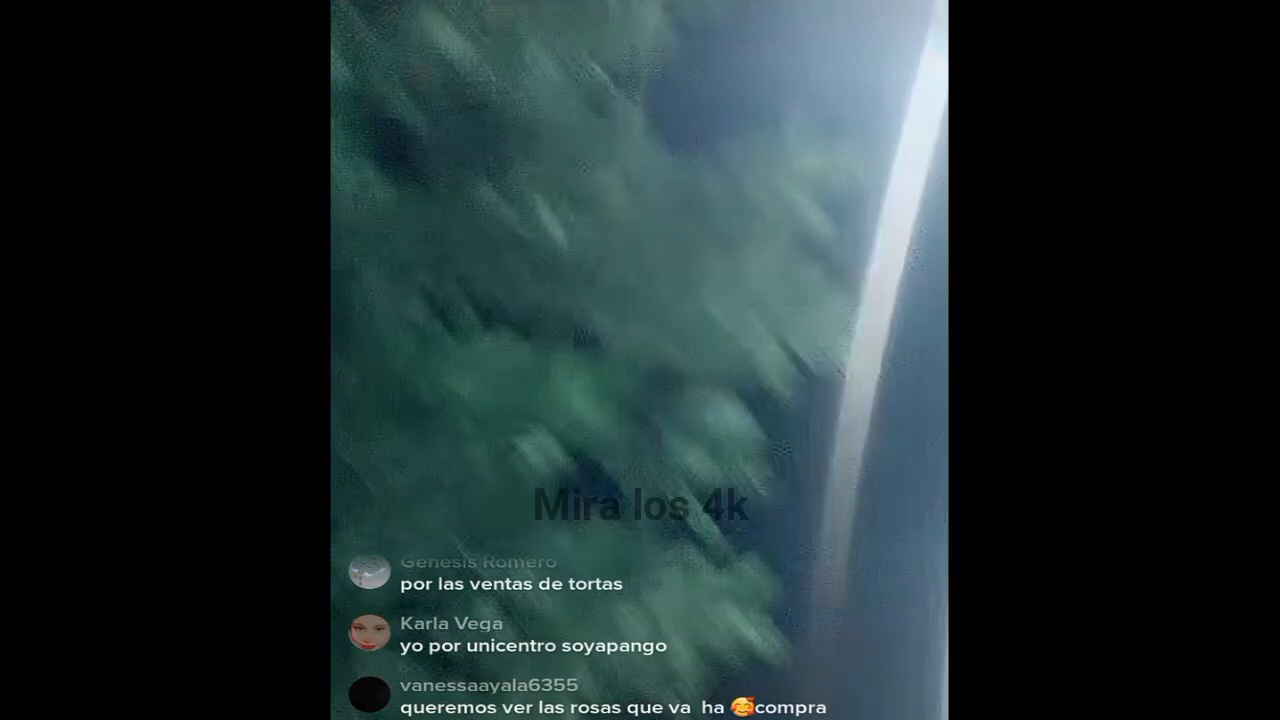 Mira los 4k
Genesis Romero
por las ventas de tortas
Karla Vega
yo por unicentro soyapango
vanessaayala6355
queremos ver las rosas que va ha 🥰compra